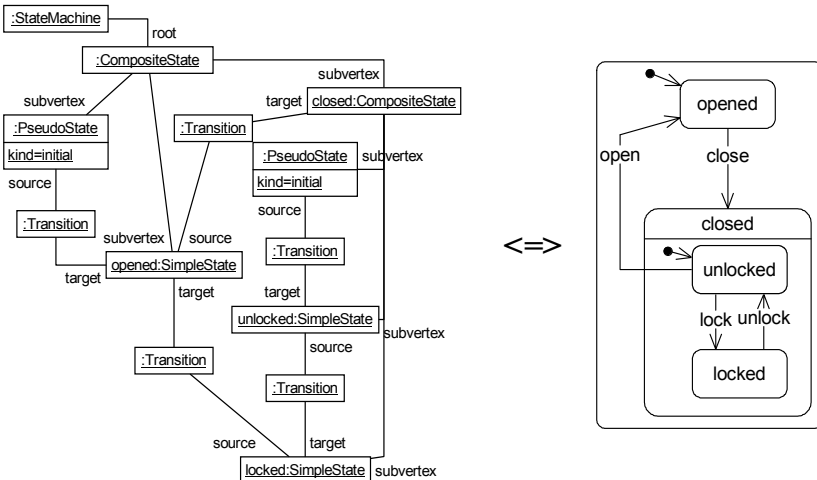 :StateMachine
root
:CompositeState
subvertex
subvertex
target
closed:CompositeState
:PseudoState
:Transition
kind=initial
:PseudoState
subvertex
kind=initial
source
source
:Transition
:Transition
subvertex
source
target
opened:SimpleState
target
target
unlocked:SimpleState
source
subvertex
:Transition
:Transition
source
target
locked:SimpleState
subvertex
<=>
opened
open
close
closed
unlocked
lock
unlock
locked